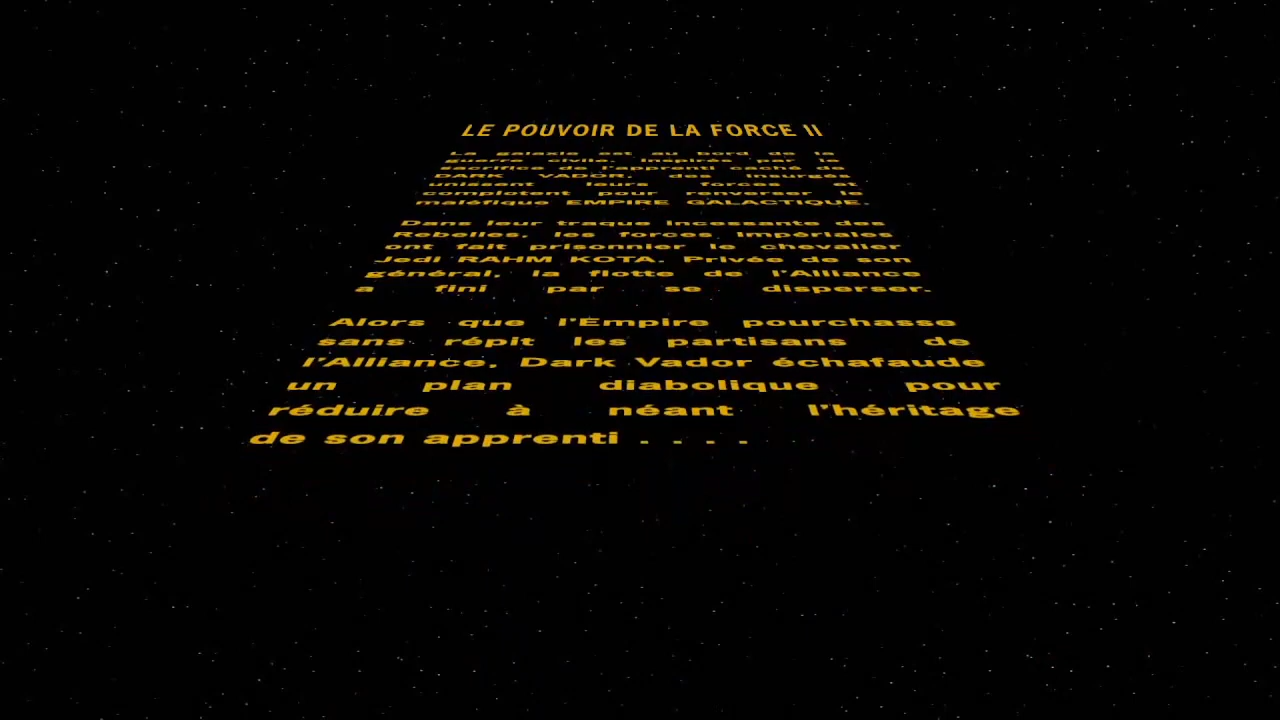 LE POUVOIR DE LA FORCE II
La galaxie est au bord de la
guerre civile. Inspirés par le
sacrifice de l'apprenti caché de
DARK VADOR, des insurgés
unissent leurs forces et
complotent pour renverser le
maléfique EMPIRE GALACTIQUE.
Dans leur traque incessante des
Rebelles, les forces impériales
ont fait prisonnier le chevalier
Jedi RAHM KOTA. Privée de son
général, la flotte de l'Alliance
a fini par se disperser.
Alors que l'Empire pourchasse
sans répit les partisans de
l'Alliance, Dark Vador échafaude
un plan diabolique pour
réduire à néant l'héritage
de son apprenti . . . .